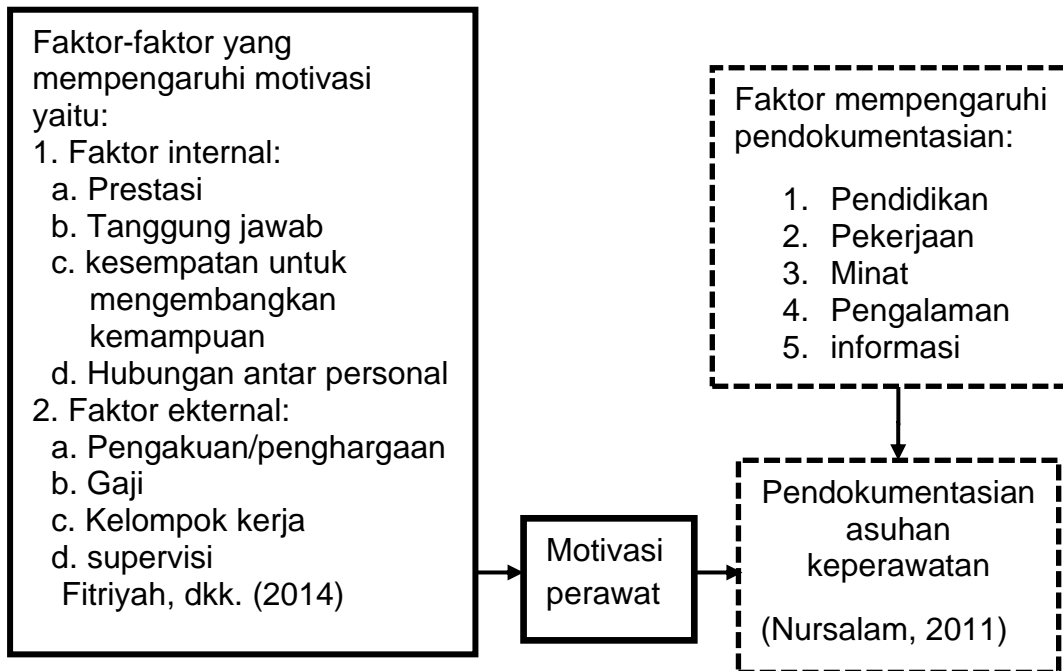 Faktor-faktor yang
mempengaruhi motivasi
yaitu:
1. Faktor internal:
a. Prestasi
b. Tanggung jawab
c. kesempatan untuk
mengembangkan
kemampuan
d. Hubungan antar personal
2. Faktor ekternal:
a. Pengakuan/penghargaan
b. Gaji
c. Kelompok kerja
d. supervisi
Fitriyah, dkk. (2014)
Motivasi
perawat
Faktor mempengaruhi
pendokumentasian:
1. Pendidikan
2. Pekerjaan
3. Minat
4. Pengalaman
5. informasi
Pendokumentasian
asuhan
keperawatan
(Nursalam, 2011)